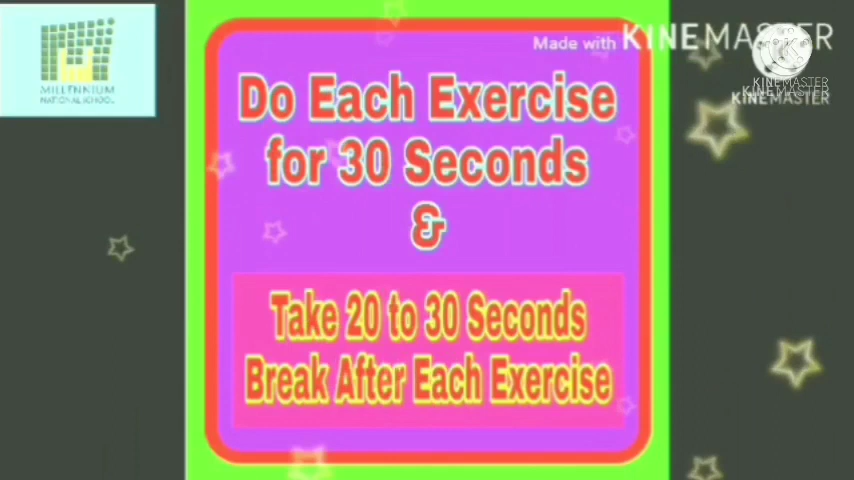 MILLENNIUM
NATIONAL SCHOOL
Made with KINEMASTER
KINEMASTER
KINEMASTER
KINEMASTER
Do Each Exercise
for 30 Seconds
&
Take 20 to 30 Seconds
Break After Each Exercise